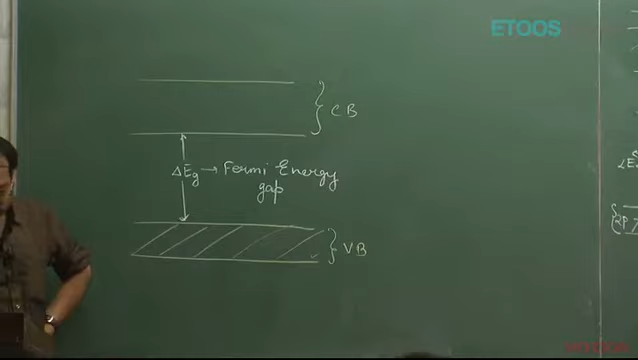 ETOOS
CB
ΔEg → Fermi Energy
gap
VB